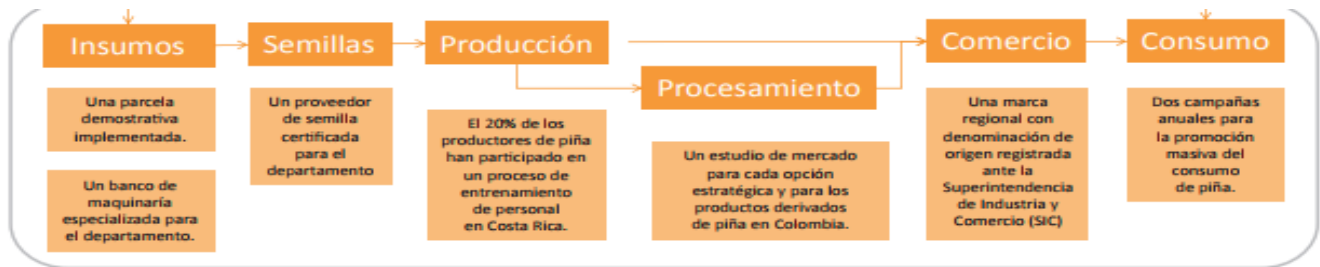 Insumos
Semillas
Producción
Comercio
Consumo
Procesamiento
Una parcela
demostrativa
implementada.
Un banco de
maquinaría
especializada para
el departamento.
Un proveedor
de semilla
certificada
para el
departamento
El 20% de los
productores de piña
han participado en
un proceso de
entrenamiento
de personal
en Costa Rica.
Un estudio de mercado
para cada opción
estratégica y para los
productos derivados
de piña en Colombia.
Una marca
regional con
denominación de
origen registrada
ante la
Superintendencia
de Industria y
Comercio (SIC)
Dos campañas
anuales para
la promoción
masiva del
consumo
de piña.